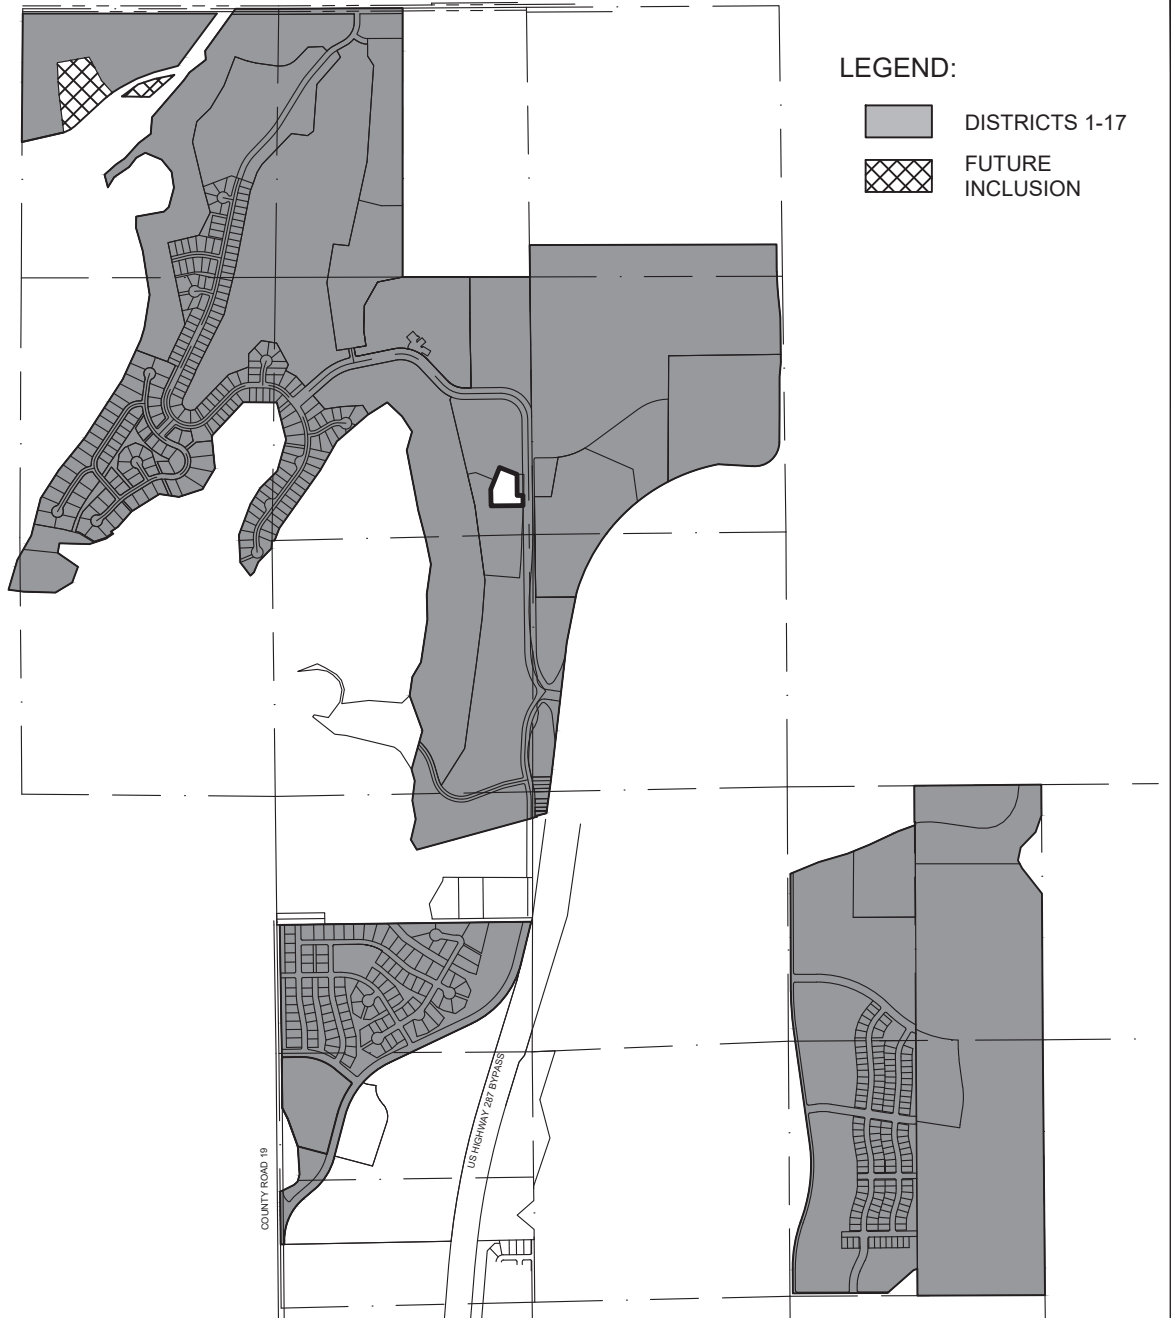 LEGEND:
DISTRICTS 1-17
FUTURE
INCLUSION
US HIGHWAY 287 BYPASS
COUNTY ROAD 19